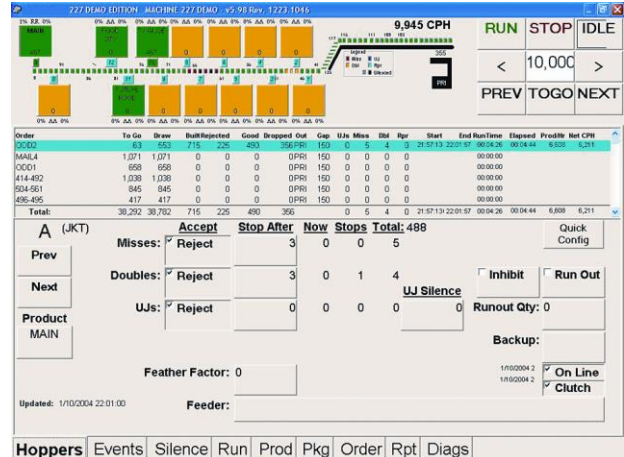 227 DEMO EDITION MACHINE 227 DEMO - v5.98 Rev. 1223.1046
9,945 CPH
RUN STOP IDLE
< 10,000 >
PREV TOGO NEXT
MAIN
355
PRI
Order To Go Draw Built Rejected Good Dropped Out Gap UJs Miss Dbl Rpr Start End RunTime Elapsed Prod/Hr Net CPH
ODD2 63 553 715 225 493 356 PRI 150 0 5 4 0 21:57:13 22:01:57 00:04:26 00:04:44 6,608 6,211
MAIL4 1,071 1,071 0 0 0 0 PRI 150 0 0 0 0 00:00:00
ODD1 658 658 0 0 0 0 PRI 150 0 0 0 0 00:00:00
414-492 1,038 1,038 0 0 0 0 PRI 150 0 0 0 0 00:00:00
504-561 845 845 0 0 0 0 PRI 150 0 0 0 0 00:00:00
496-495 417 417 0 0 0 0 PRI 150 0 0 0 0 00:00:00
Total: 38,292 38,782 715 225 490 356 0 5 4 0 21:57:13 22:01:57 00:04:26 00:04:44 6,608 6,211
A (JKT) Accept Stop After Now Stops Total: 488 Quick Config
Prev
Misses: Reject 3 0 0 5
Next
Doubles: Reject 3 0 1 4 Inhibit Run Out
UJ Silence
UJs: Reject 0 0 0 0 0 Runout Qty: 0
Product
MAIN
Backup:
Feather Factor: 0
1/10/2004 2 On Line
1/10/2004 2 Clutch
Updated: 1/10/2004 22:01:00 Feeder:
Hoppers Events Silence Run Prod Pkg Order Rpt Diags